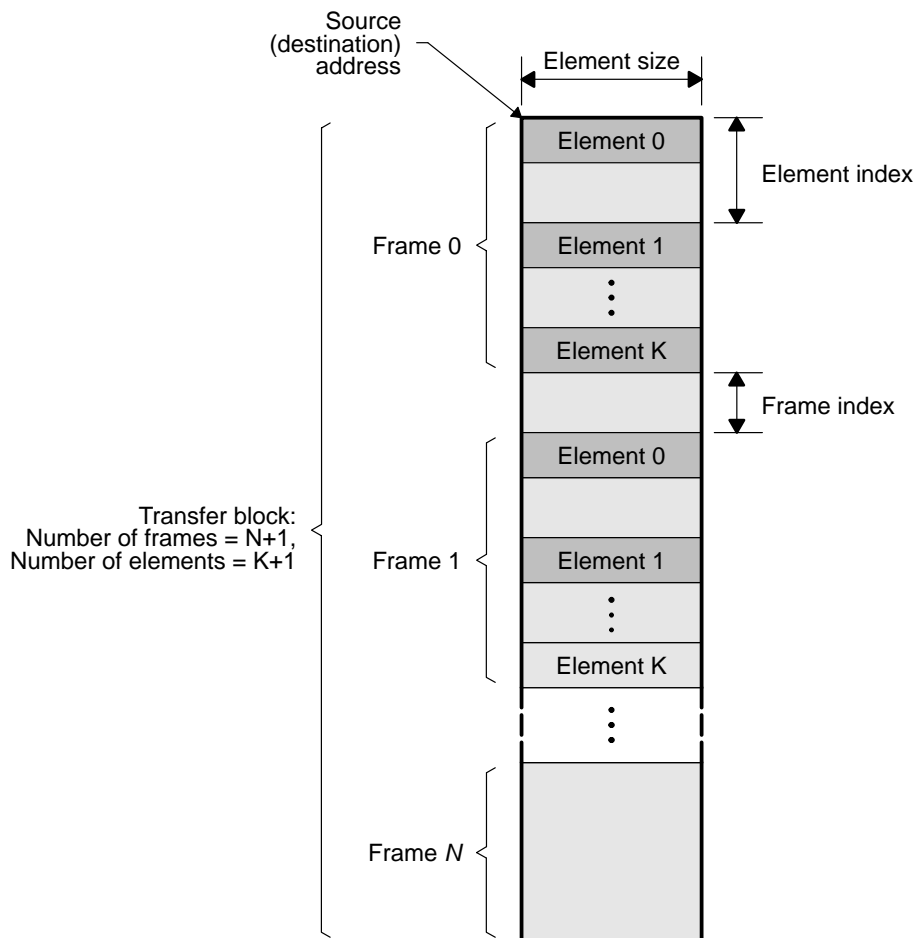 Source
(destination)
address
Element size
Element 0
Element index
Frame 0
Element 1
Element K
Frame index
Element 0
Transfer block:
Number of frames = N+1,
Number of elements = K+1
Frame 1
Element 1
Element K
Frame N